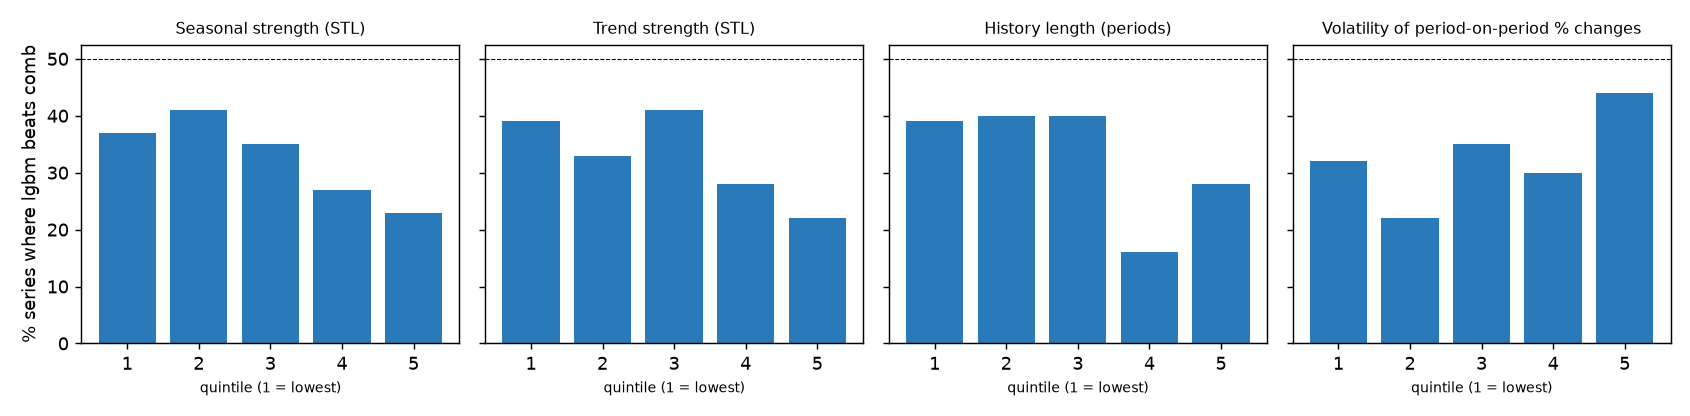 Seasonal strength (STL)
Trend strength (STL)
History length (periods)
Volatility of period-on-period % changes
% series where lgbm beats comb
50
40
30
20
10
0
1 2 3 4 5
1 2 3 4 5
1 2 3 4 5
1 2 3 4 5
quintile (1 = lowest)
quintile (1 = lowest)
quintile (1 = lowest)
quintile (1 = lowest)